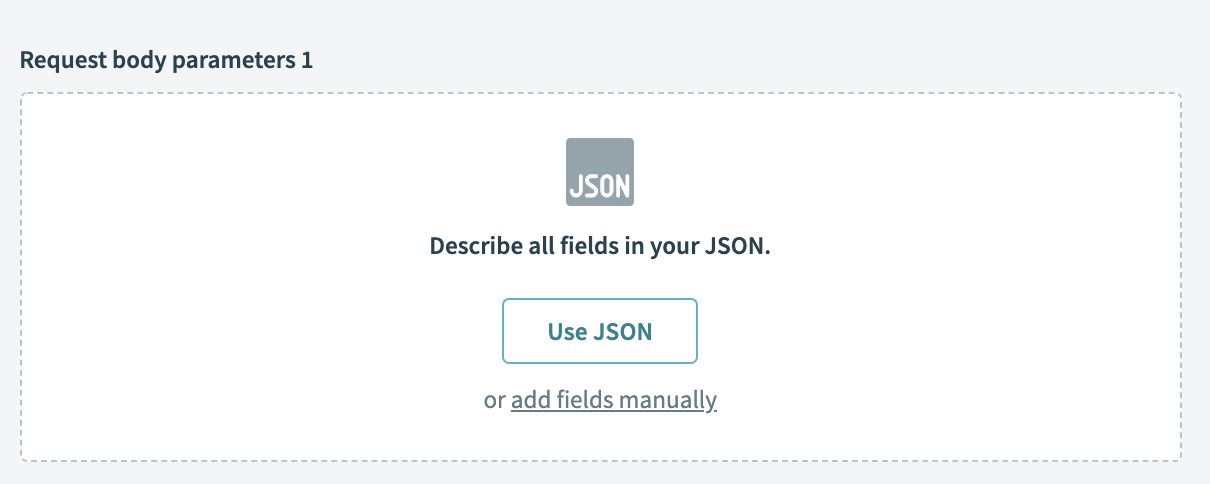 Request body parameters 1
JSON
Describe all fields in your JSON.
Use JSON
or add fields manually